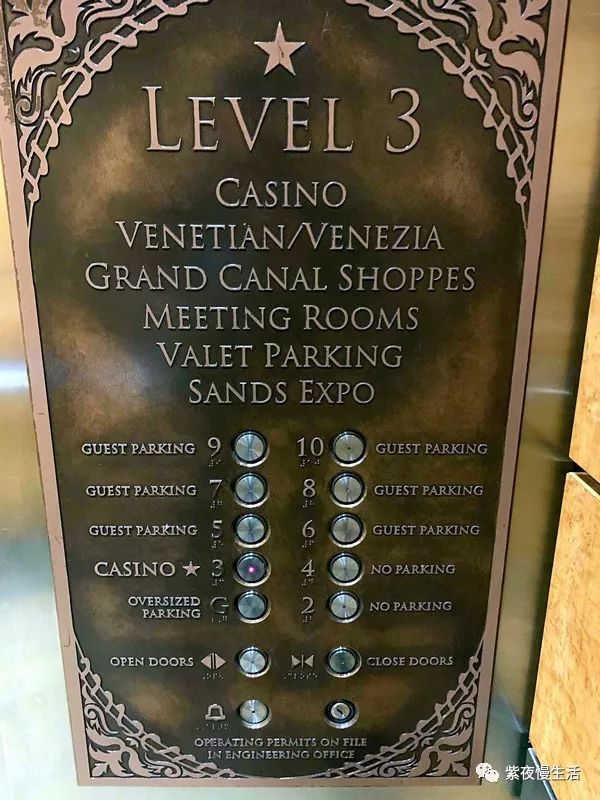 LEVEL 3
CASINO
VENETIAN/VENEZIA
GRAND CANAL SHOPPES
MEETING ROOMS
VALET PARKING
SANDS EXPO
GUEST PARKING 9 10 GUEST PARKING
GUEST PARKING 7 8 GUEST PARKING
GUEST PARKING 5 6 GUEST PARKING
CASINO ★ 3 4 NO PARKING
OVERSIZED
PARKING G 2 NO PARKING
OPEN DOORS CLOSE DOORS
OPERATING PERMITS ON FILE
IN ENGINEERING OFFICE
紫夜慢生活